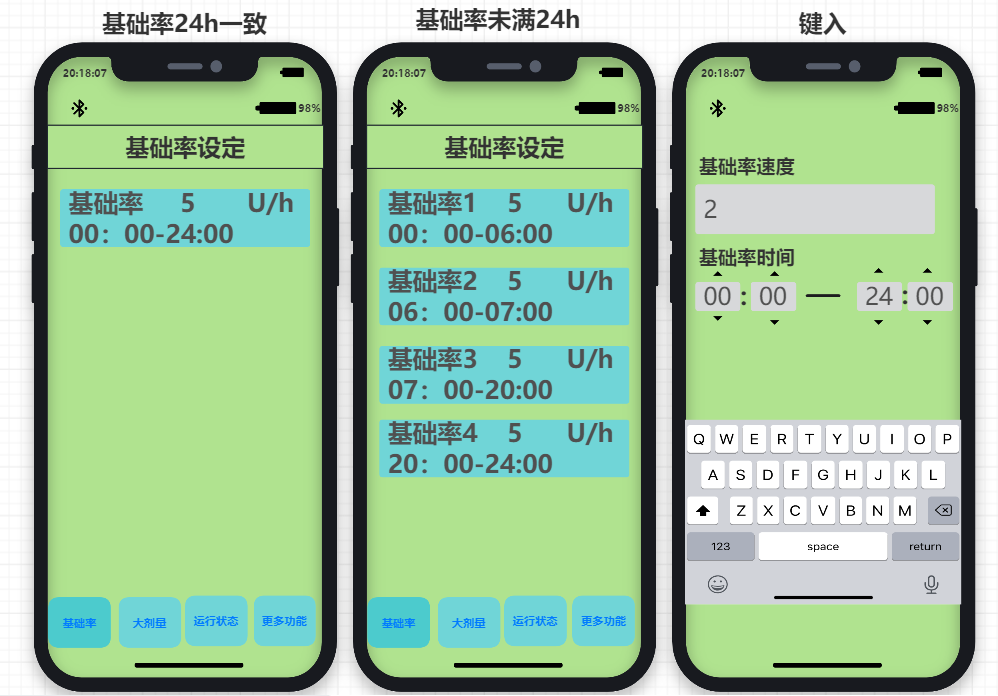 基础率24h一致
20:18:07
98%
基础率设定
基础率 5 U/h
00：00-24:00
基础率
大剂量
运行状态
更多功能
基础率未满24h
20:18:07
98%
基础率设定
基础率1 5 U/h
00：00-06:00
基础率2 5 U/h
06：00-07:00
基础率3 5 U/h
07：00-20:00
基础率4 5 U/h
20：00-24:00
基础率
大剂量
运行状态
更多功能
键入
20:18:07
98%
基础率速度
2
基础率时间
00 : 00 — 24 : 00
Q W E R T Y U I O P
A S D F G H J K L
Z X C V B N M
123 space return